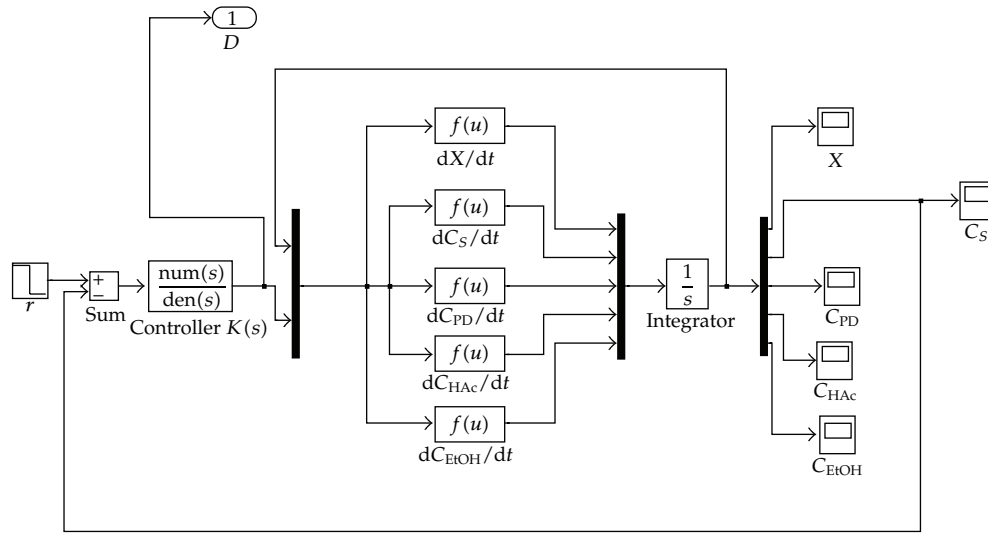 1
D
f(u)
dX/dt
X
f(u)
dC_S/dt
C_S
r
+
−
Sum
num(s)
den(s)
Controller K(s)
f(u)
dC_PD/dt
1
s
Integrator
C_PD
f(u)
dC_HAc/dt
C_HAc
f(u)
dC_EtOH/dt
C_EtOH